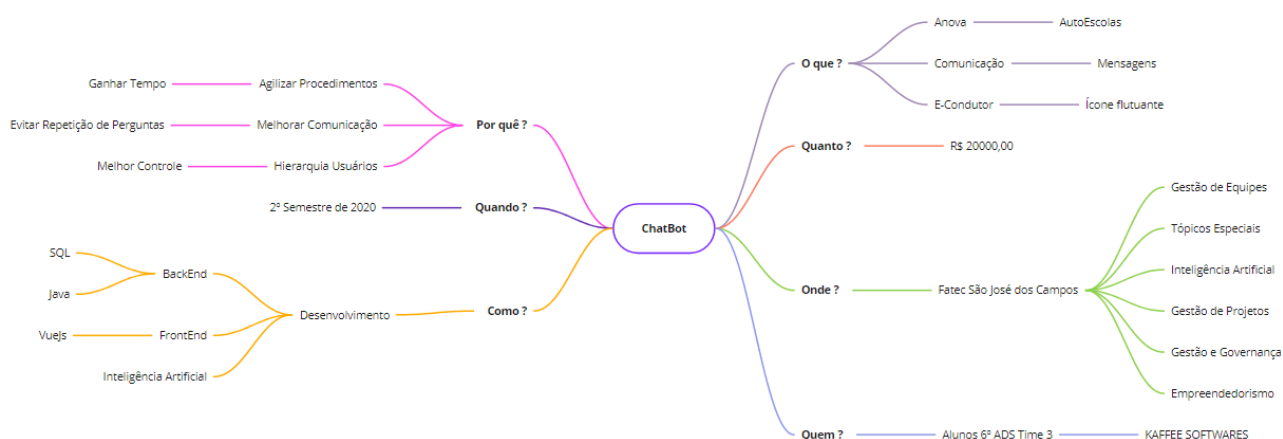 ChatBot
Por quê ?
Agilizar Procedimentos
Ganhar Tempo
Melhorar Comunicação
Evitar Repetição de Perguntas
Hierarquia Usuários
Melhor Controle
Quando ?
2º Semestre de 2020
Como ?
Desenvolvimento
BackEnd
SQL
Java
FrontEnd
VueJs
Inteligência Artificial
O que ?
Anova
AutoEscolas
Comunicação
Mensagens
E-Condutor
Ícone flutuante
Quanto ?
R$ 20000,00
Onde ?
Fatec São José dos Campos
Gestão de Equipes
Tópicos Especiais
Inteligência Artificial
Gestão de Projetos
Gestão e Governança
Empreendedorismo
Quem ?
Alunos 6º ADS Time 3
KAFFEE SOFTWARES